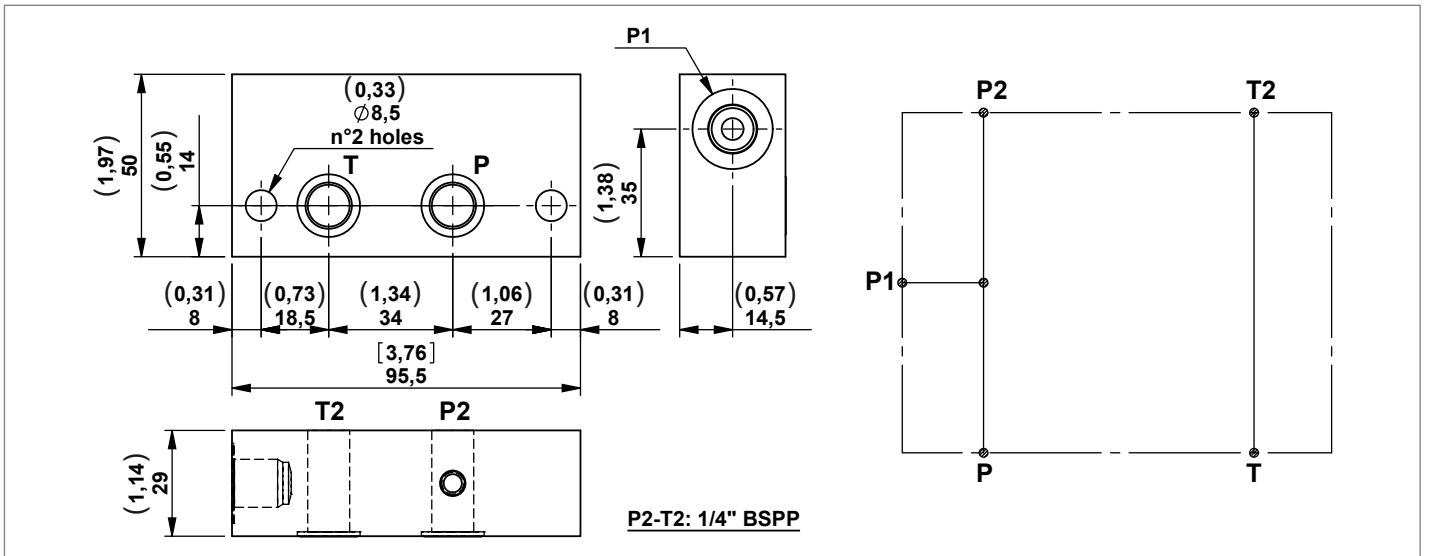 (0,33)
Ø8,5
n°2 holes
T
P
(1,97)
50
(0,55)
14
(0,31)
8
(0,73)
18,5
(1,34)
34
(1,06)
27
(0,31)
8
[3,76]
95,5
P1
(1,38)
35
(0,57)
14,5
T2
P2
(1,14)
29
P2-T2: 1/4" BSPP
P2
T2
P1
P
T